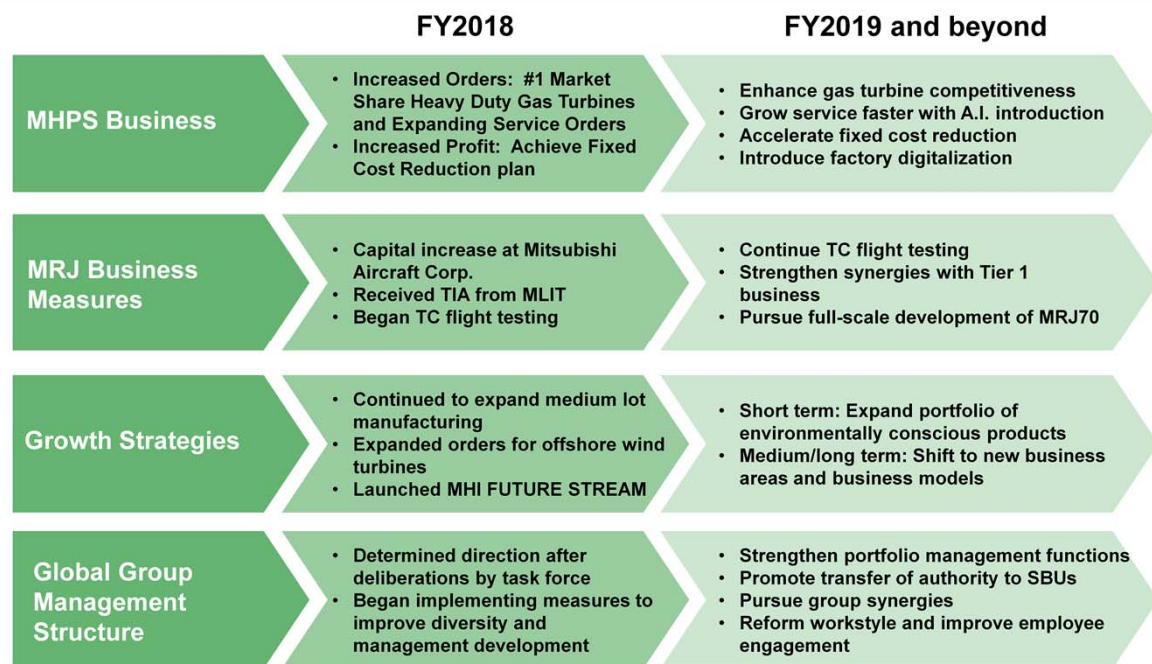 FY2018
FY2019 and beyond
MHPS Business
• Increased Orders: #1 Market
Share Heavy Duty Gas Turbines
and Expanding Service Orders
• Increased Profit: Achieve Fixed
Cost Reduction plan
• Enhance gas turbine competitiveness
• Grow service faster with A.I. introduction
• Accelerate fixed cost reduction
• Introduce factory digitalization
MRJ Business
Measures
• Capital increase at Mitsubishi
Aircraft Corp.
• Received TIA from MLIT
• Began TC flight testing
• Continue TC flight testing
• Strengthen synergies with Tier 1
business
• Pursue full-scale development of MRJ70
Growth Strategies
• Continued to expand medium lot
manufacturing
• Expanded orders for offshore wind
turbines
• Launched MHI FUTURE STREAM
• Short term: Expand portfolio of
environmentally conscious products
• Medium/long term: Shift to new business
areas and business models
Global Group
Management
Structure
• Determined direction after
deliberations by task force
• Began implementing measures to
improve diversity and
management development
• Strengthen portfolio management functions
• Promote transfer of authority to SBUs
• Pursue group synergies
• Reform workstyle and improve employee
engagement